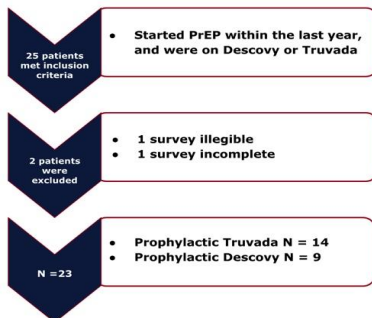 25 patients
met inclusion
criteria
• Started PrEP within the last year,
and were on Descovy or Truvada
2 patients
were
excluded
• 1 survey illegible
• 1 survey incomplete
N =23
• Prophylactic Truvada N = 14
• Prophylactic Descovy N = 9